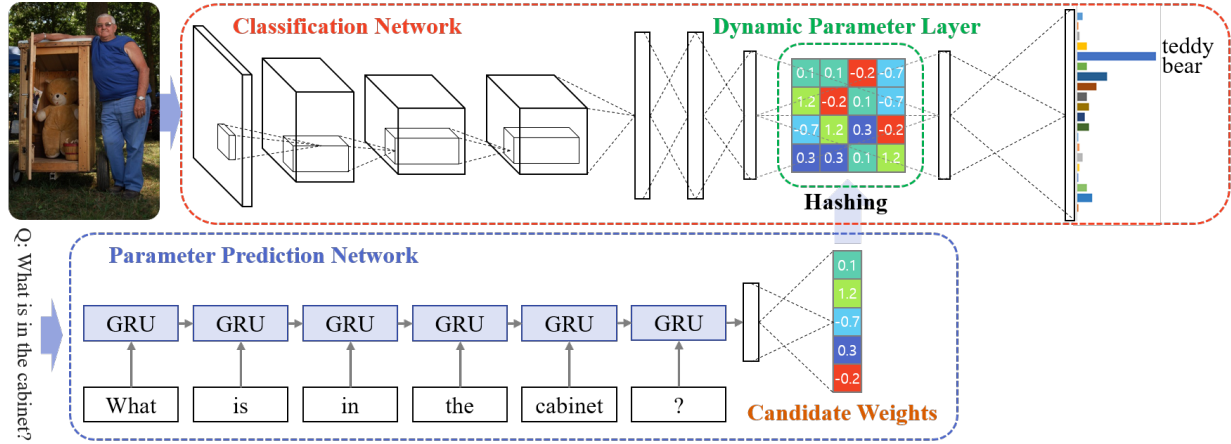 Classification Network
Dynamic Parameter Layer
teddy
bear
0.1 0.1 -0.2 -0.7
1.2 -0.2 0.1 -0.7
-0.7 1.2 0.3 -0.2
0.3 0.3 0.1 1.2
Hashing
Q: What is in the cabinet?
Parameter Prediction Network
0.1
1.2
-0.7
0.3
-0.2
GRU GRU GRU GRU GRU GRU
What is in the cabinet ?
Candidate Weights